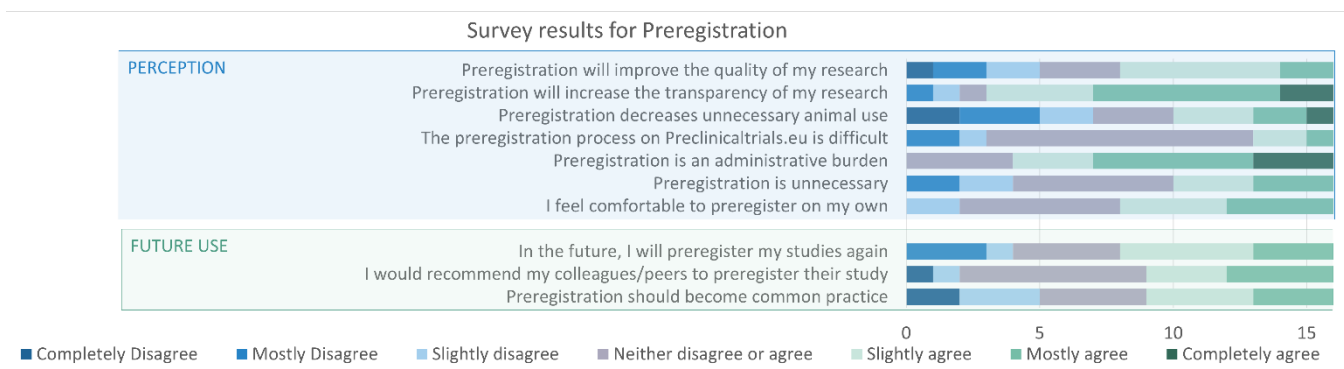 Survey results for Preregistration
PERCEPTION
Preregistration will improve the quality of my research
Preregistration will increase the transparency of my research
Preregistration decreases unnecessary animal use
The preregistration process on Preclinicaltrials.eu is difficult
Preregistration is an administrative burden
Preregistration is unnecessary
I feel comfortable to preregister on my own
FUTURE USE
In the future, I will preregister my studies again
I would recommend my colleagues/peers to preregister their study
Preregistration should become common practice
0 5 10 15
Completely Disagree Mostly Disagree Slightly disagree Neither disagree or agree Slightly agree Mostly agree Completely agree